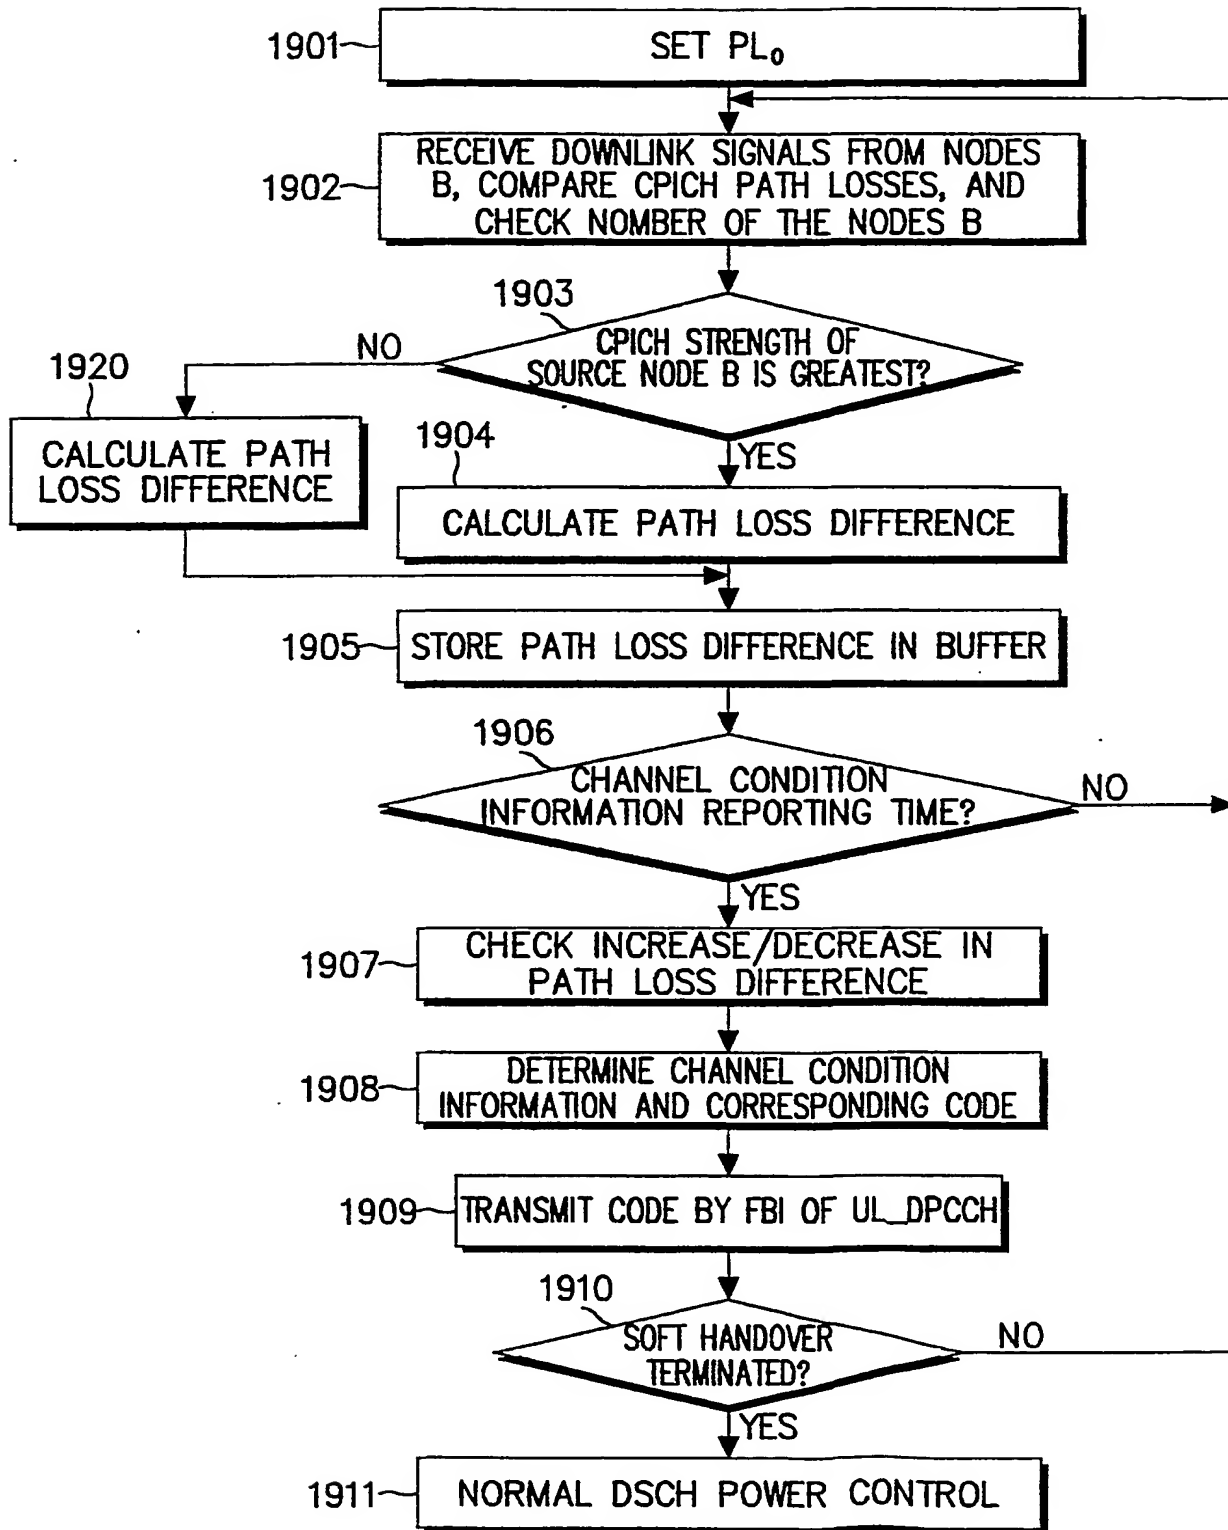 1901
SET PL₀
1902
RECEIVE DOWNLINK SIGNALS FROM NODES
B, COMPARE CPICH PATH LOSSES, AND
CHECK NOMBER OF THE NODES B
1903
CPICH STRENGTH OF
SOURCE NODE B IS GREATEST?
NO
YES
1920
CALCULATE PATH
LOSS DIFFERENCE
1904
CALCULATE PATH LOSS DIFFERENCE
1905
STORE PATH LOSS DIFFERENCE IN BUFFER
1906
CHANNEL CONDITION
INFORMATION REPORTING TIME?
NO
YES
1907
CHECK INCREASE/DECREASE IN
PATH LOSS DIFFERENCE
1908
DETERMINE CHANNEL CONDITION
INFORMATION AND CORRESPONDING CODE
1909
TRANSMIT CODE BY FBI OF UL_DPCCH
1910
SOFT HANDOVER
TERMINATED?
NO
YES
1911
NORMAL DSCH POWER CONTROL